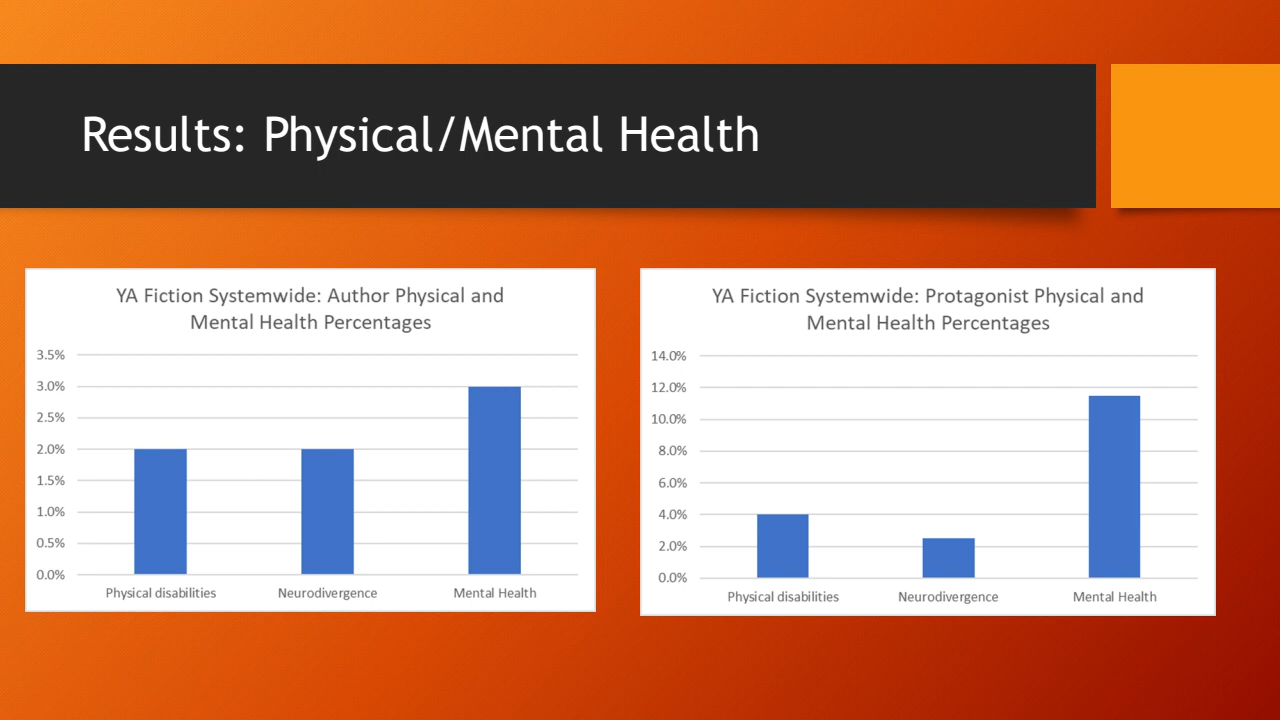 Results: Physical/Mental Health
YA Fiction Systemwide: Author Physical and
Mental Health Percentages
3.5%
3.0%
2.5%
2.0%
1.5%
1.0%
0.5%
0.0%
Physical disabilities
Neurodivergence
Mental Health
YA Fiction Systemwide: Protagonist Physical and
Mental Health Percentages
14.0%
12.0%
10.0%
8.0%
6.0%
4.0%
2.0%
0.0%
Physical disabilities
Neurodivergence
Mental Health